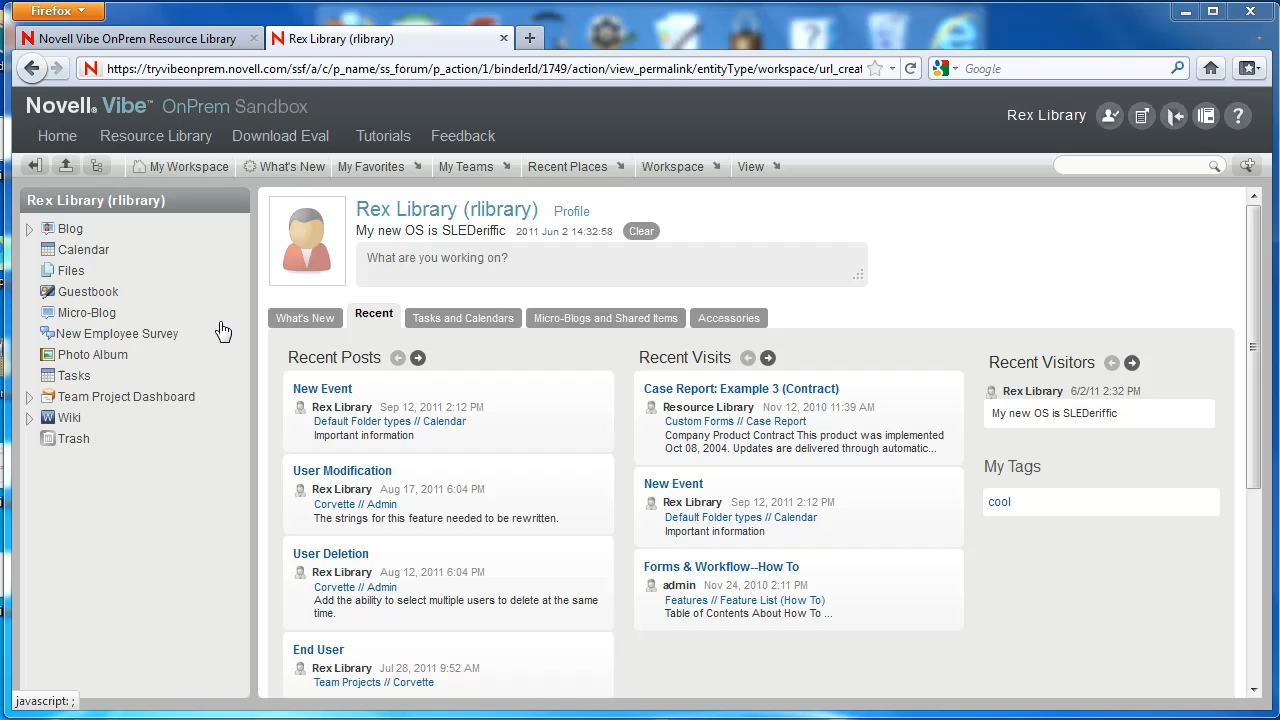 Firefox
Novell Vibe OnPrem Resource Library
Rex Library (rlibrary)
https://tryvibeonprem.novell.com/ssf/a/c/p_name/ss_forum/p_action/1/binderId/1749/action/view_permalink/entityType/workspace/url_creat
Google
Novell® Vibe™ OnPrem Sandbox
Rex Library
Home Resource Library Download Eval Tutorials Feedback
My Workspace What's New My Favorites My Teams Recent Places Workspace View
Rex Library (rlibrary)
Blog
Calendar
Files
Guestbook
Micro-Blog
New Employee Survey
Photo Album
Tasks
Team Project Dashboard
Wiki
Trash
Rex Library (rlibrary) Profile
My new OS is SLEDeriffic 2011 Jun 2 14:32:58 Clear
What are you working on?
What's New Recent Tasks and Calendars Micro-Blogs and Shared Items Accessories
Recent Posts
New Event
Rex Library Sep 12, 2011 2:12 PM
Default Folder types // Calendar
Important information
User Modification
Rex Library Aug 17, 2011 6:04 PM
Corvette // Admin
The strings for this feature needed to be rewritten.
User Deletion
Rex Library Aug 12, 2011 6:04 PM
Corvette // Admin
Add the ability to select multiple users to delete at the same
time.
End User
Rex Library Jul 28, 2011 9:52 AM
Team Projects // Corvette
Recent Visits
Case Report: Example 3 (Contract)
Resource Library Nov 12, 2010 11:39 AM
Custom Forms // Case Report
Company Product Contract This product was implemented
Oct 08, 2004. Updates are delivered through automatic...
New Event
Rex Library Sep 12, 2011 2:12 PM
Default Folder types // Calendar
Important information
Forms & Workflow--How To
admin Nov 24, 2010 2:11 PM
Features // Feature List (How To)
Table of Contents About How To ...
Recent Visitors
Rex Library 6/2/11 2:32 PM
My new OS is SLEDeriffic
My Tags
cool
javascript: ;